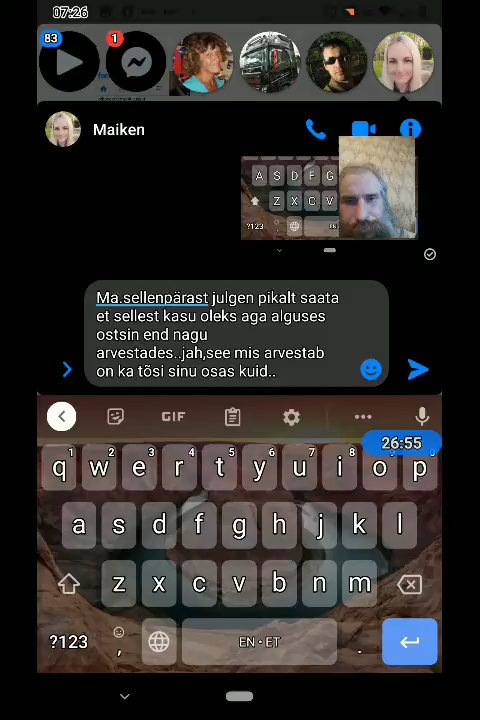 07:26
83
1
Maiken
A S D F G
Z X C V
?123
Ma.sellenpärast julgen pikalt saata
et sellest kasu oleks aga alguses
ostsin end nagu
arvestades..jah,see mis arvestab
on ka tõsi sinu osas kuid..
GIF
26:55
1 2 3 4 5 6 7 8 9
q w e r t y u i o p
a s d f g h j k l
z x c v b n m
?123 , EN • ET .